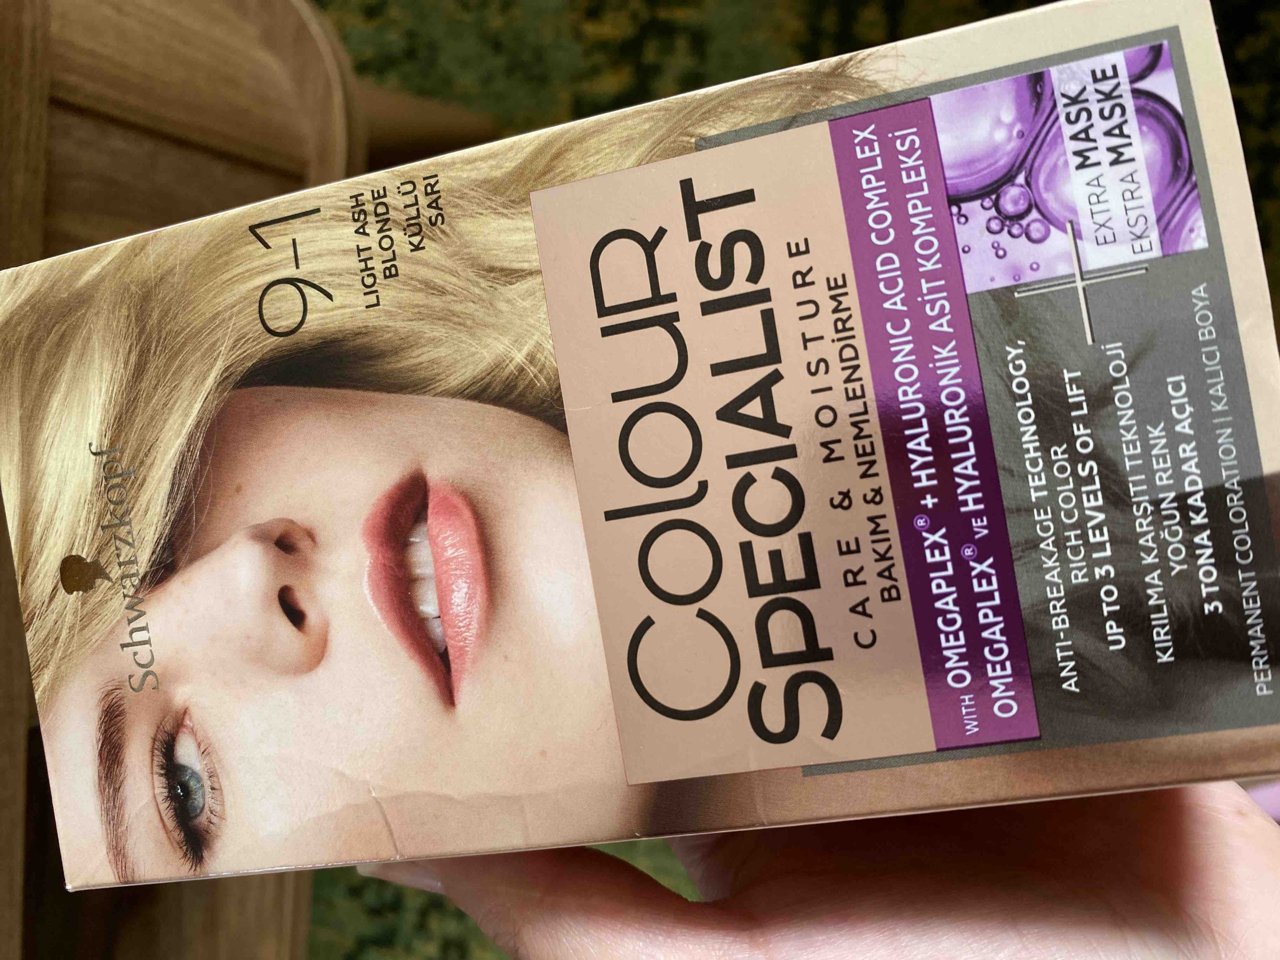 Schwarzkopf
9-1
LIGHT ASH
BLONDE
KÜLLÜ
SARI
COLOUR
SPECIALIST
CARE & MOISTURE
BAKIM & NEMLENDİRME
WITH OMEGAPLEX® + HYALURONIC ACID COMPLEX
OMEGAPLEX® VE HYALURONİK ASİT KOMPLEKSİ
ANTI-BREAKAGE TECHNOLOGY,
RICH COLOR
UP TO 3 LEVELS OF LIFT
KIRILMA KARŞITI TEKNOLOJİ
YOĞUN RENK
3 TONA KADAR AÇICI
EXTRA MASK
EKSTRA MASKE
PERMANENT COLORATION | KALICI BOYA